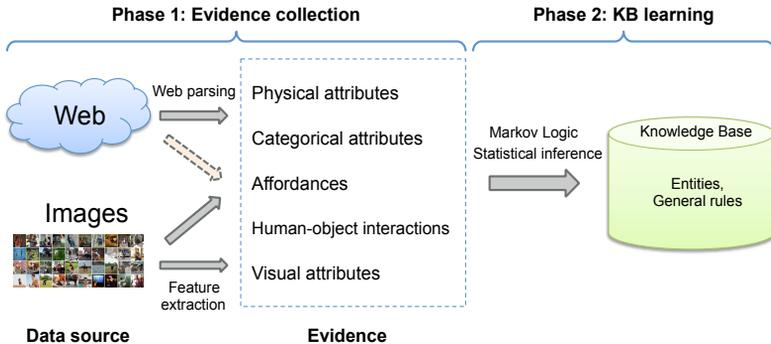 Phase 1: Evidence collection
Phase 2: KB learning
Web
Web parsing
Images
Feature
extraction
Physical attributes
Categorical attributes
Affordances
Human-object interactions
Visual attributes
Markov Logic
Statistical inference
Knowledge Base
Entities,
General rules
Data source
Evidence